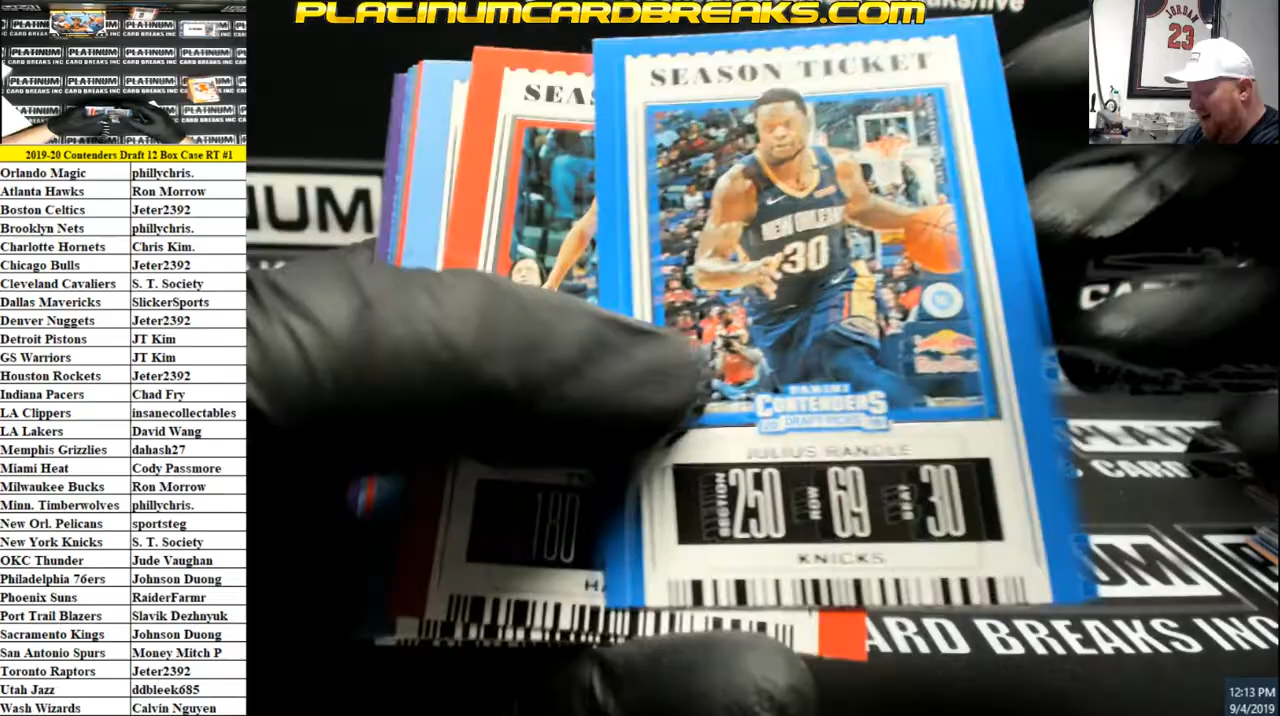 PLATINUMCARDBREAKS.COM
2019-20 Contenders Draft 12 Box Case RT #1
Orlando Magic phillychris.
Atlanta Hawks Ron Morrow
Boston Celtics Jeter2392
Brooklyn Nets phillychris.
Charlotte Hornets Chris Kim.
Chicago Bulls Jeter2392
Cleveland Cavaliers S. T. Society
Dallas Mavericks SlickerSports
Denver Nuggets Jeter2392
Detroit Pistons JT Kim
GS Warriors JT Kim
Houston Rockets Jeter2392
Indiana Pacers Chad Fry
LA Clippers insanecollectables
LA Lakers David Wang
Memphis Grizzlies dahash27
Miami Heat Cody Passmore
Milwaukee Bucks Ron Morrow
Minn. Timberwolves phillychris.
New Orl. Pelicans sportsteg
New York Knicks S. T. Society
OKC Thunder Jude Vaughan
Philadelphia 76ers Johnson Duong
Phoenix Suns RaiderFarmr
Port Trail Blazers Slavik Dezhnyuk
Sacramento Kings Johnson Duong
San Antonio Spurs Money Mitch P
Toronto Raptors Jeter2392
Utah Jazz ddbleek685
Wash Wizards Calvin Nguyen
SEASON TICKET
SEAS
NEW ORLEANS
30
PANINI
CONTENDERS
DRAFT PICKS
JULIUS RANDLE
SECTION 250 ROW 69 SEAT 30
KNICKS
180
NUM
ARD BREAKS INC
JORDAN
23
12:13 PM
9/4/2019